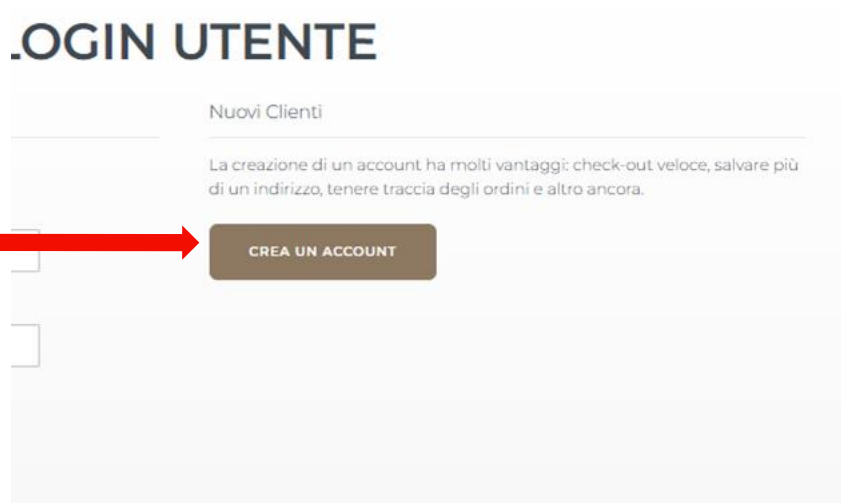 LOGIN UTENTE
Nuovi Clienti
La creazione di un account ha molti vantaggi: check-out veloce, salvare più
di un indirizzo, tenere traccia degli ordini e altro ancora.
CREA UN ACCOUNT